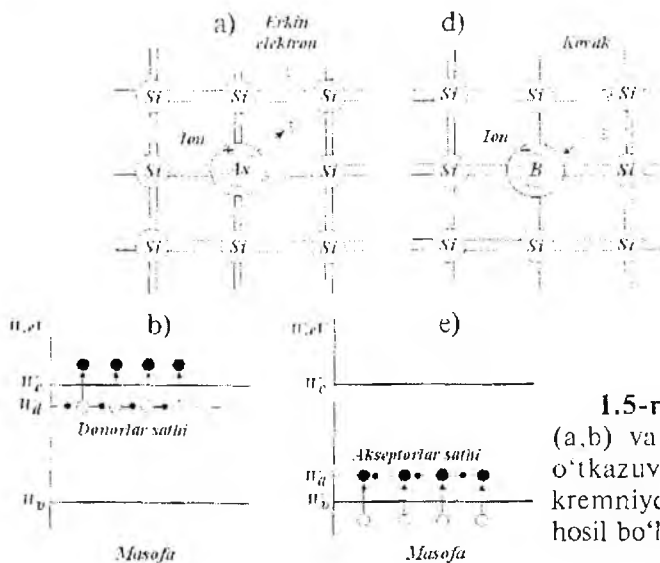 a)
Erkin
elektron
Si Si Si
Ion +
Si As Si
Si Si Si
d)
Kovak
Si Si Si
Ion −
Si B Si
Si Si Si
b)
W,eV
Wc
Wd
Donorlar sathi
Wv
Masofa
e)
W,eV
Wc
Akseptorlar sathi
Wa
Wv
Masofa
1.5-r
(a,b) va
o‘tkazuv
kremniyd
hosil bo‘l